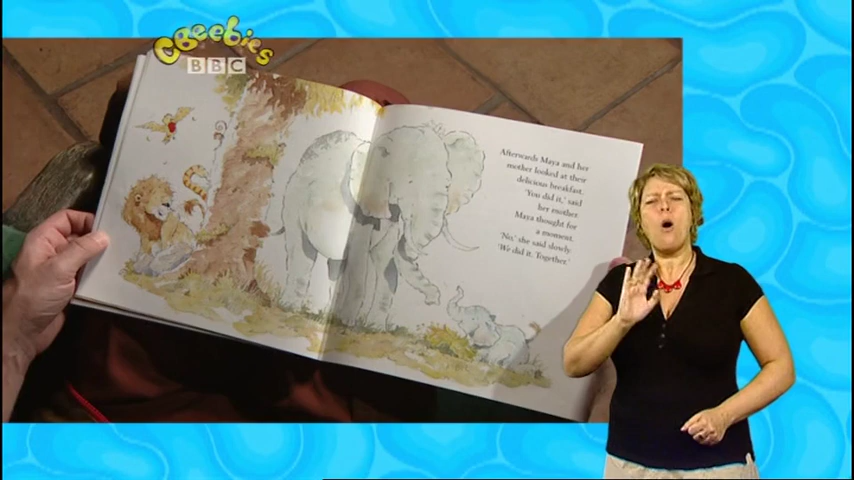 CBeebies
BBC
Afterwards Maya and her
mother looked at their
delicious breakfast.
'You did it,' said
her mother.
Maya thought for
a moment.
'No,' she said slowly.
'We did it. Together.'